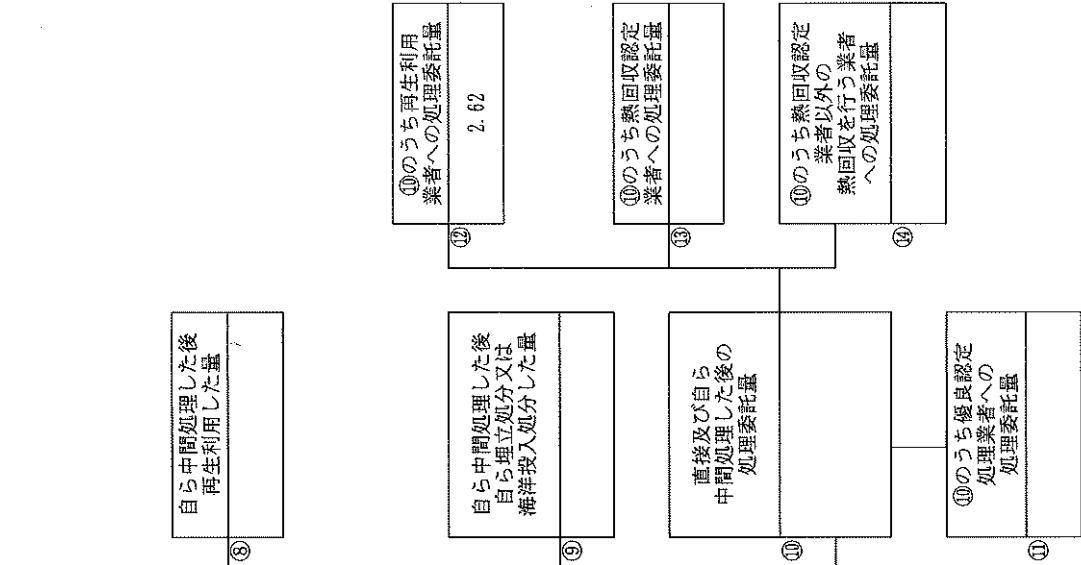 自ら中間処理した後
再生利用した量
⑧
自ら中間処理した後
自ら埋立処分又は
海洋投入処分した量
⑨
直接及び自ら
中間処理した後の
処理委託量
⑩
⑩のうち優良認定
処理業者への
処理委託量
⑪
⑩のうち再生利用
業者への処理委託量
2.62
⑫
⑩のうち熱回収認定
業者への処理委託量
⑬
⑩のうち熱回収認定
業者以外の
熱回収を行う業者
への処理委託量
⑭